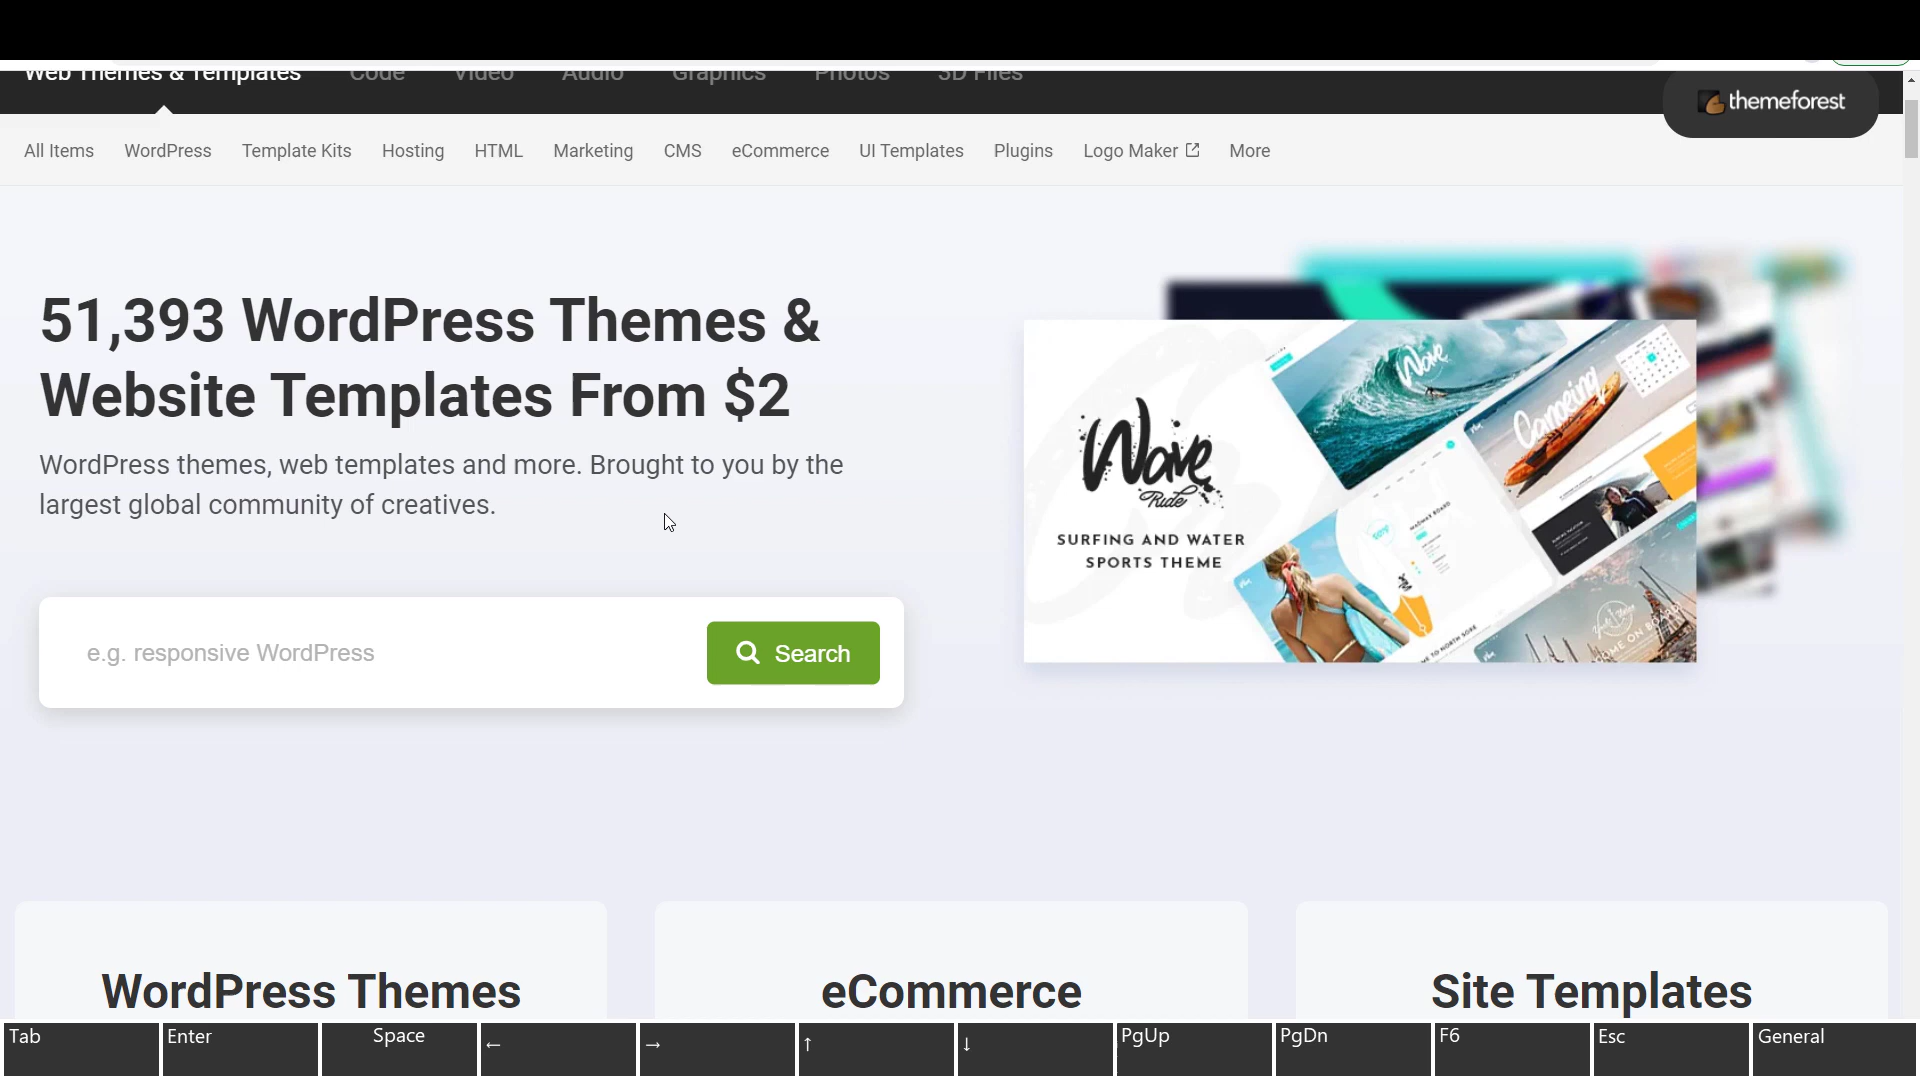 Web Themes & Templates Code Video Audio Graphics Photos 3D Files
themeforest
All Items WordPress Template Kits Hosting HTML Marketing CMS eCommerce UI Templates Plugins Logo Maker More
51,393 WordPress Themes &
Website Templates From $2
WordPress themes, web templates and more. Brought to you by the
largest global community of creatives.
e.g. responsive WordPress
Search
Wave
Ride
SURFING AND WATER
SPORTS THEME
Wave
Canoeing
WordPress Themes
eCommerce
Site Templates
Tab Enter Space ← → ↑ ↓ PgUp PgDn F6 Esc General